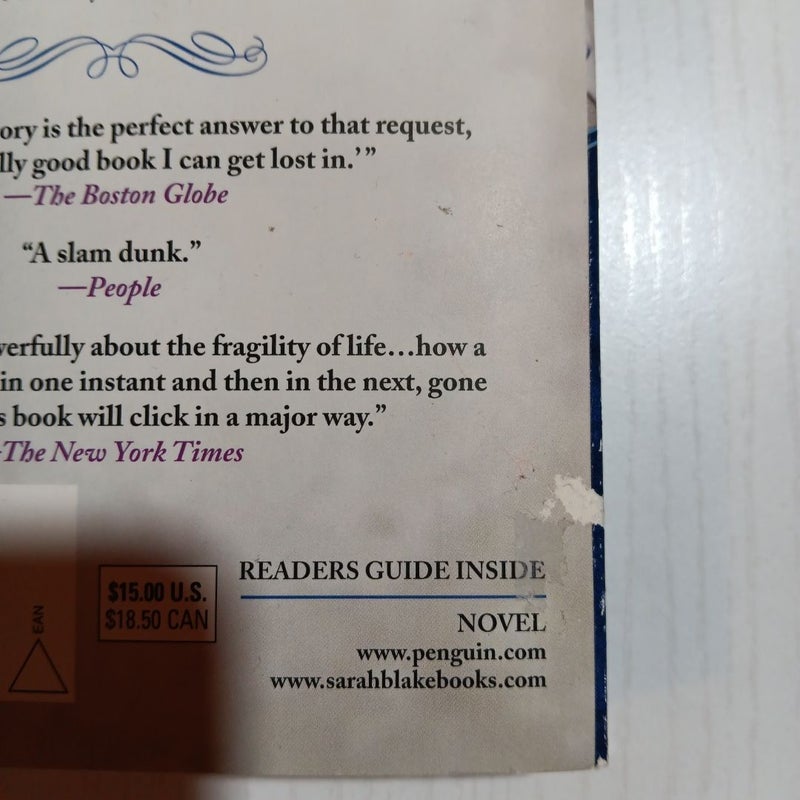 ory is the perfect answer to that request,
lly good book I can get lost in.’”
—The Boston Globe
“A slam dunk.”
—People
verfully about the fragility of life…how a
in one instant and then in the next, gone
s book will click in a major way.”
-The New York Times
$15.00 U.S.
$18.50 CAN
EAN
READERS GUIDE INSIDE
NOVEL
www.penguin.com
www.sarahblakebooks.com